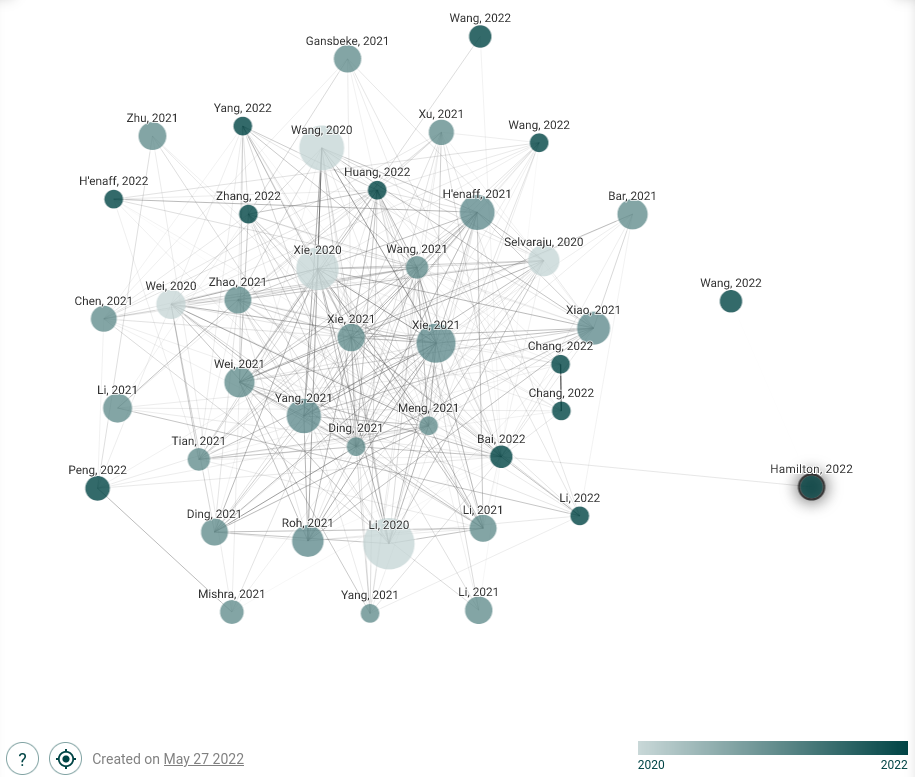 Wang, 2022
Gansbeke, 2021
Yang, 2022
Zhu, 2021
Xu, 2021
Wang, 2020
Wang, 2022
Huang, 2022
H'enaff, 2022
Zhang, 2022
H'enaff, 2021
Bar, 2021
Selvaraju, 2020
Xie, 2020
Wang, 2021
Wei, 2020
Zhao, 2021
Wang, 2022
Chen, 2021
Xie, 2021
Xie, 2021
Xiao, 2021
Chang, 2022
Wei, 2021
Li, 2021
Chang, 2022
Yang, 2021
Meng, 2021
Ding, 2021
Tian, 2021
Bai, 2022
Peng, 2022
Hamilton, 2022
Li, 2022
Ding, 2021
Roh, 2021
Li, 2020
Li, 2021
Mishra, 2021
Yang, 2021
Li, 2021
? Created on May 27 2022
2020 2022